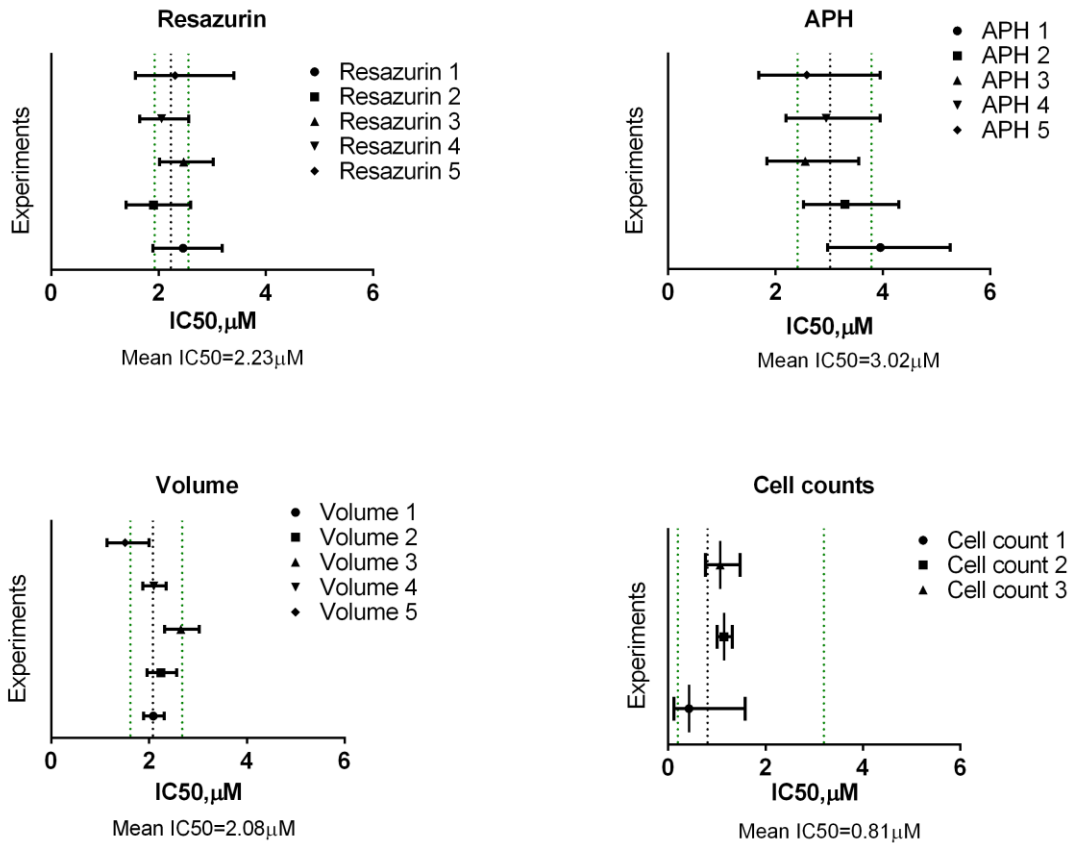 Resazurin
Experiments
Resazurin 1
Resazurin 2
Resazurin 3
Resazurin 4
Resazurin 5
0 2 4 6
IC50,μM
Mean IC50=2.23μM
APH
Experiments
APH 1
APH 2
APH 3
APH 4
APH 5
0 2 4 6
IC50,μM
Mean IC50=3.02μM
Volume
Experiments
Volume 1
Volume 2
Volume 3
Volume 4
Volume 5
0 2 4 6
IC50,μM
Mean IC50=2.08μM
Cell counts
Experiments
Cell count 1
Cell count 2
Cell count 3
0 2 4 6
IC50,μM
Mean IC50=0.81μM